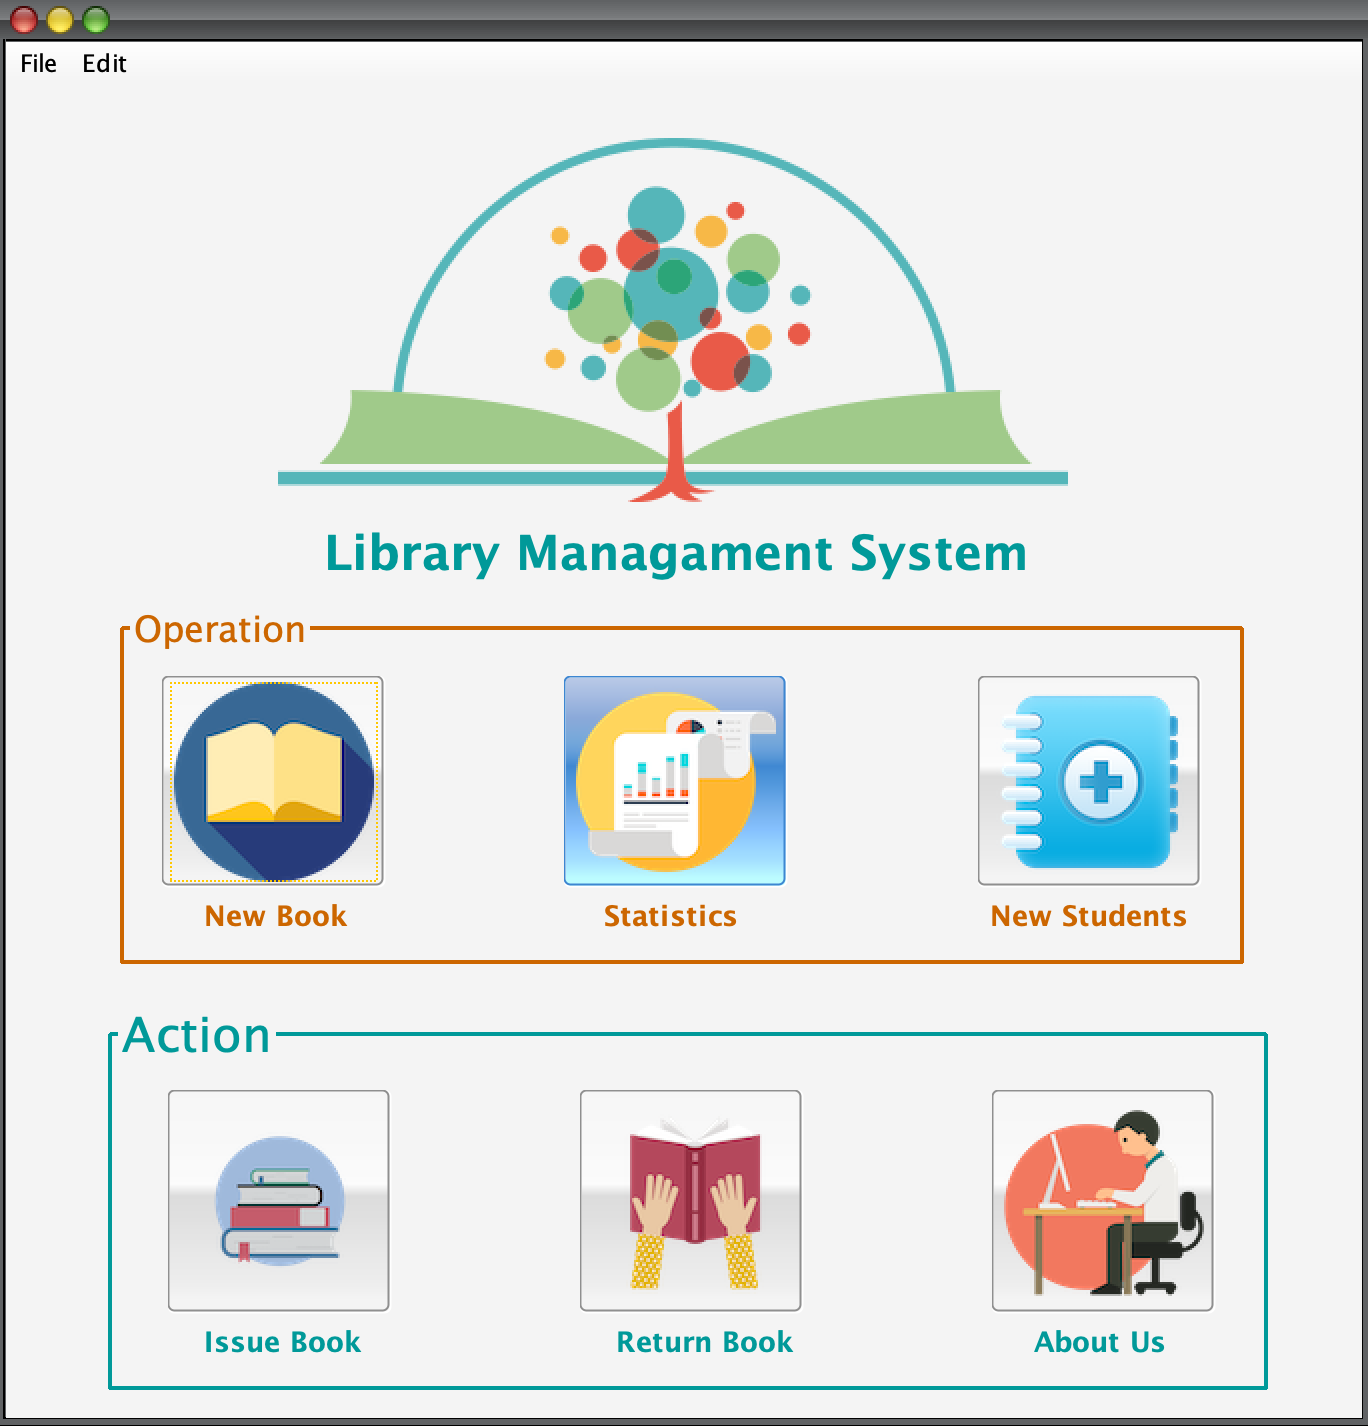 File Edit
Library Managament System
Operation
New Book Statistics New Students
Action
Issue Book Return Book About Us